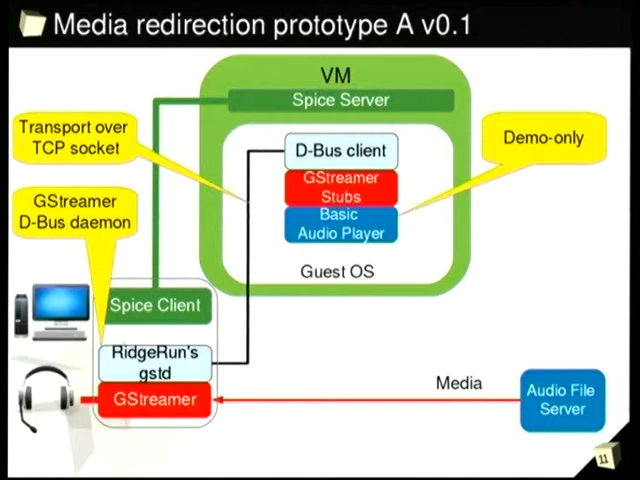 Media redirection prototype A v0.1
VM
Spice Server
Transport over
TCP socket
D-Bus client
Demo-only
GStreamer
Stubs
GStreamer
D-Bus daemon
Basic
Audio Player
Guest OS
Spice Client
RidgeRun's
gstd
GStreamer
Media
Audio File
Server
11